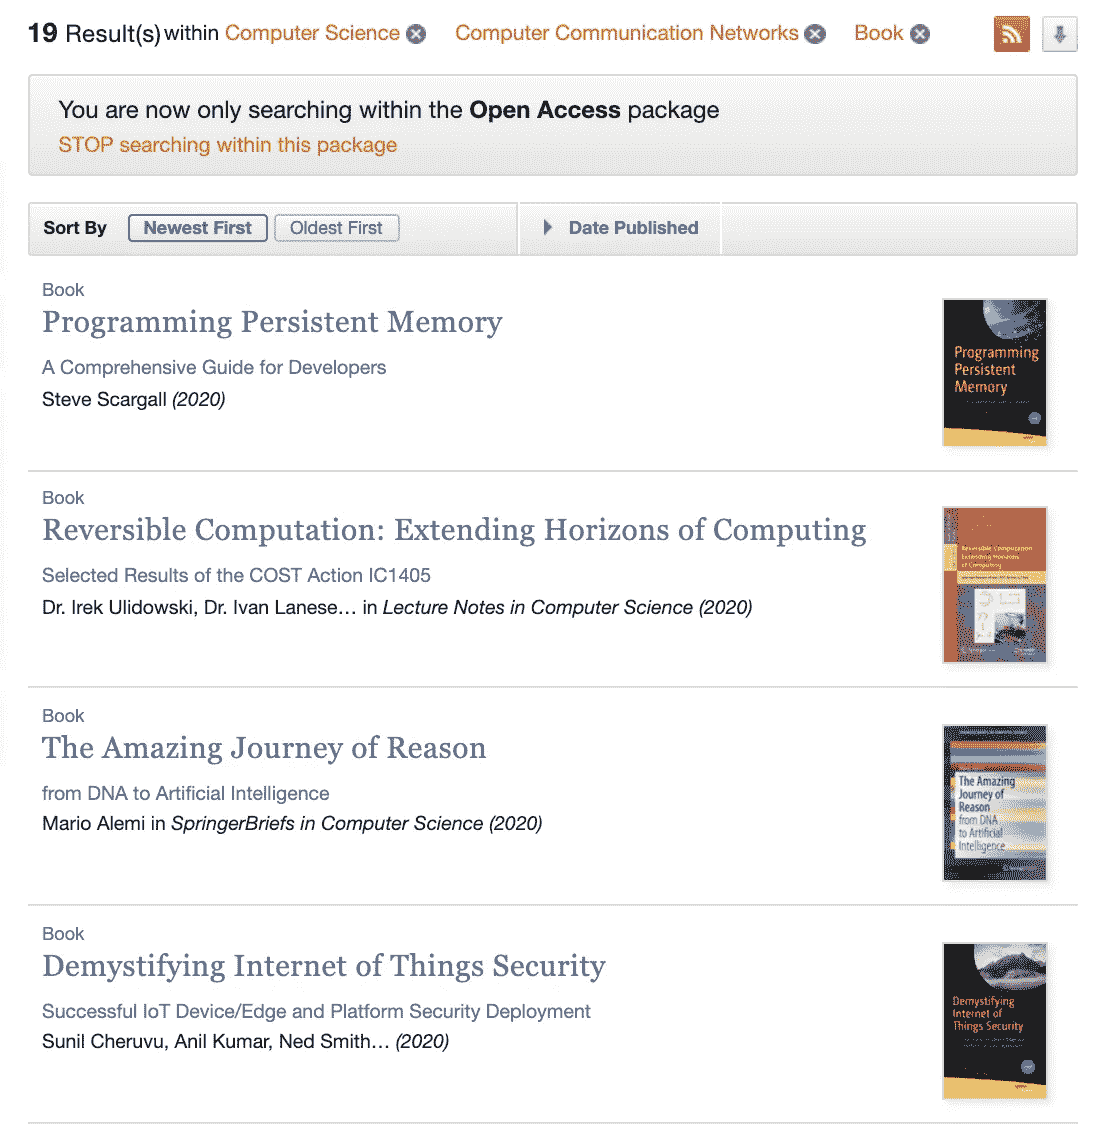 19 Result(s) within Computer Science Computer Communication Networks Book
You are now only searching within the Open Access package
STOP searching within this package
Sort By Newest First Oldest First Date Published
Book
Programming Persistent Memory
A Comprehensive Guide for Developers
Steve Scargall (2020)
Programming
Persistent
Memory
Book
Reversible Computation: Extending Horizons of Computing
Selected Results of the COST Action IC1405
Dr. Irek Ulidowski, Dr. Ivan Lanese… in Lecture Notes in Computer Science (2020)
Reversible Computation
Extending Horizons
of Computing
Book
The Amazing Journey of Reason
from DNA to Artificial Intelligence
Mario Alemi in SpringerBriefs in Computer Science (2020)
The Amazing
Journey of
Reason
from DNA
to Artificial
Intelligence
Book
Demystifying Internet of Things Security
Successful IoT Device/Edge and Platform Security Deployment
Sunil Cheruvu, Anil Kumar, Ned Smith… (2020)
Demystifying
Internet of
Things Security